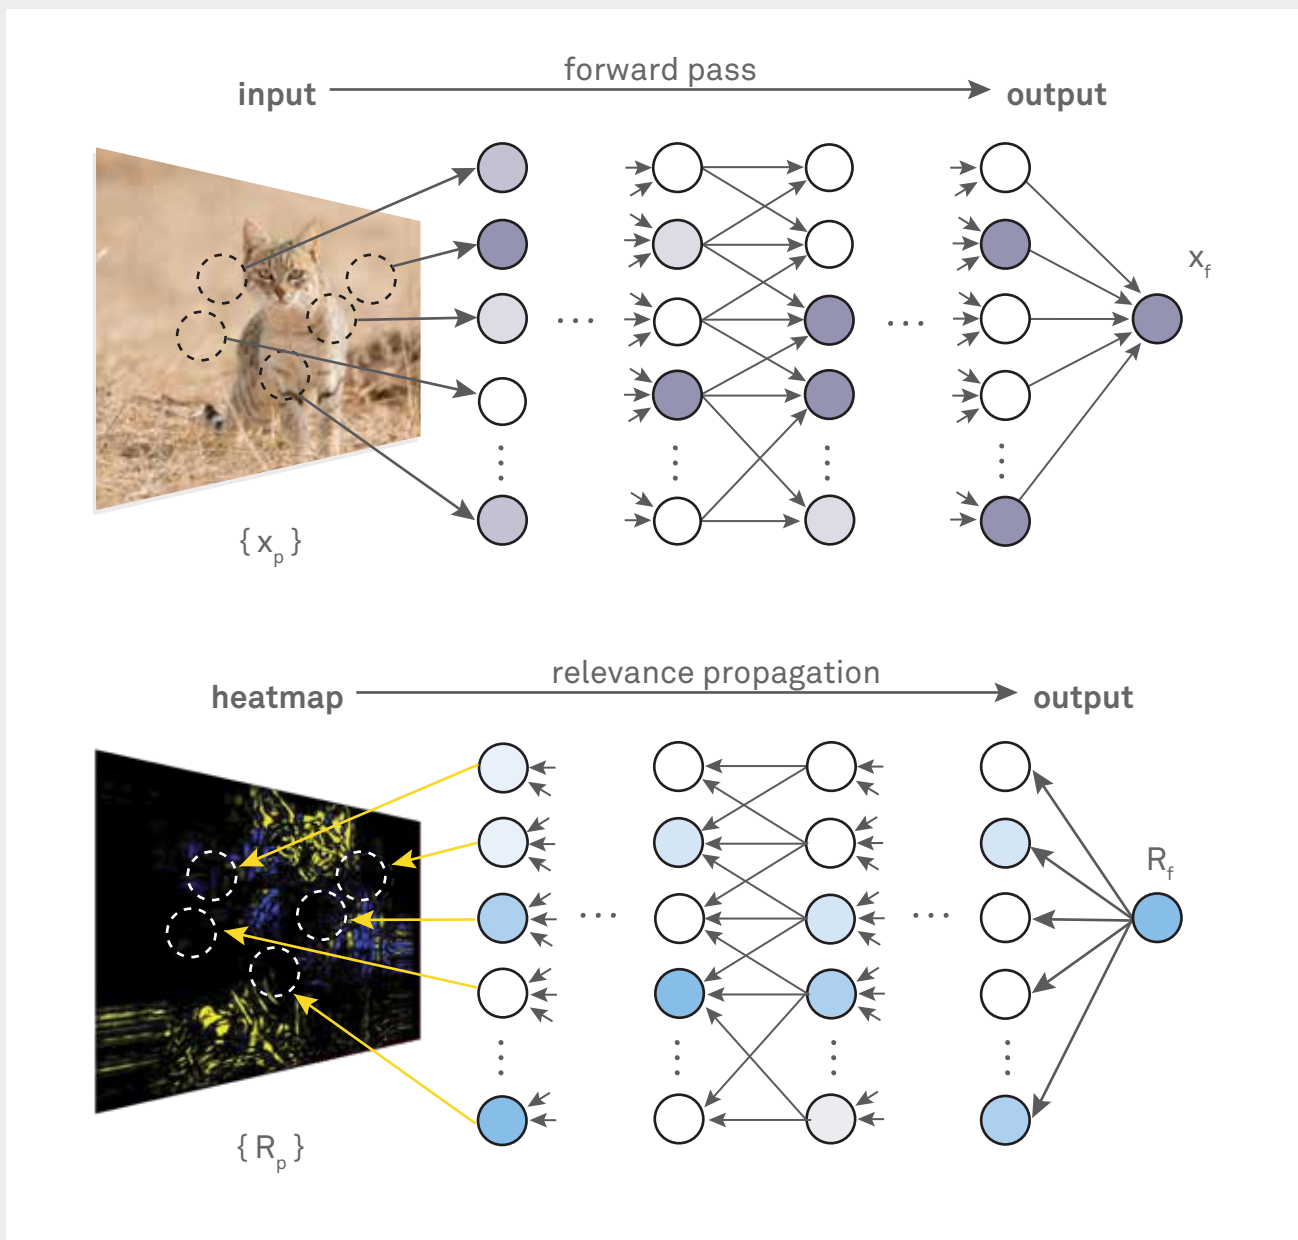 forward pass
input
output
x_f
{ x_p }
relevance propagation
heatmap
output
R_f
{ R_p }